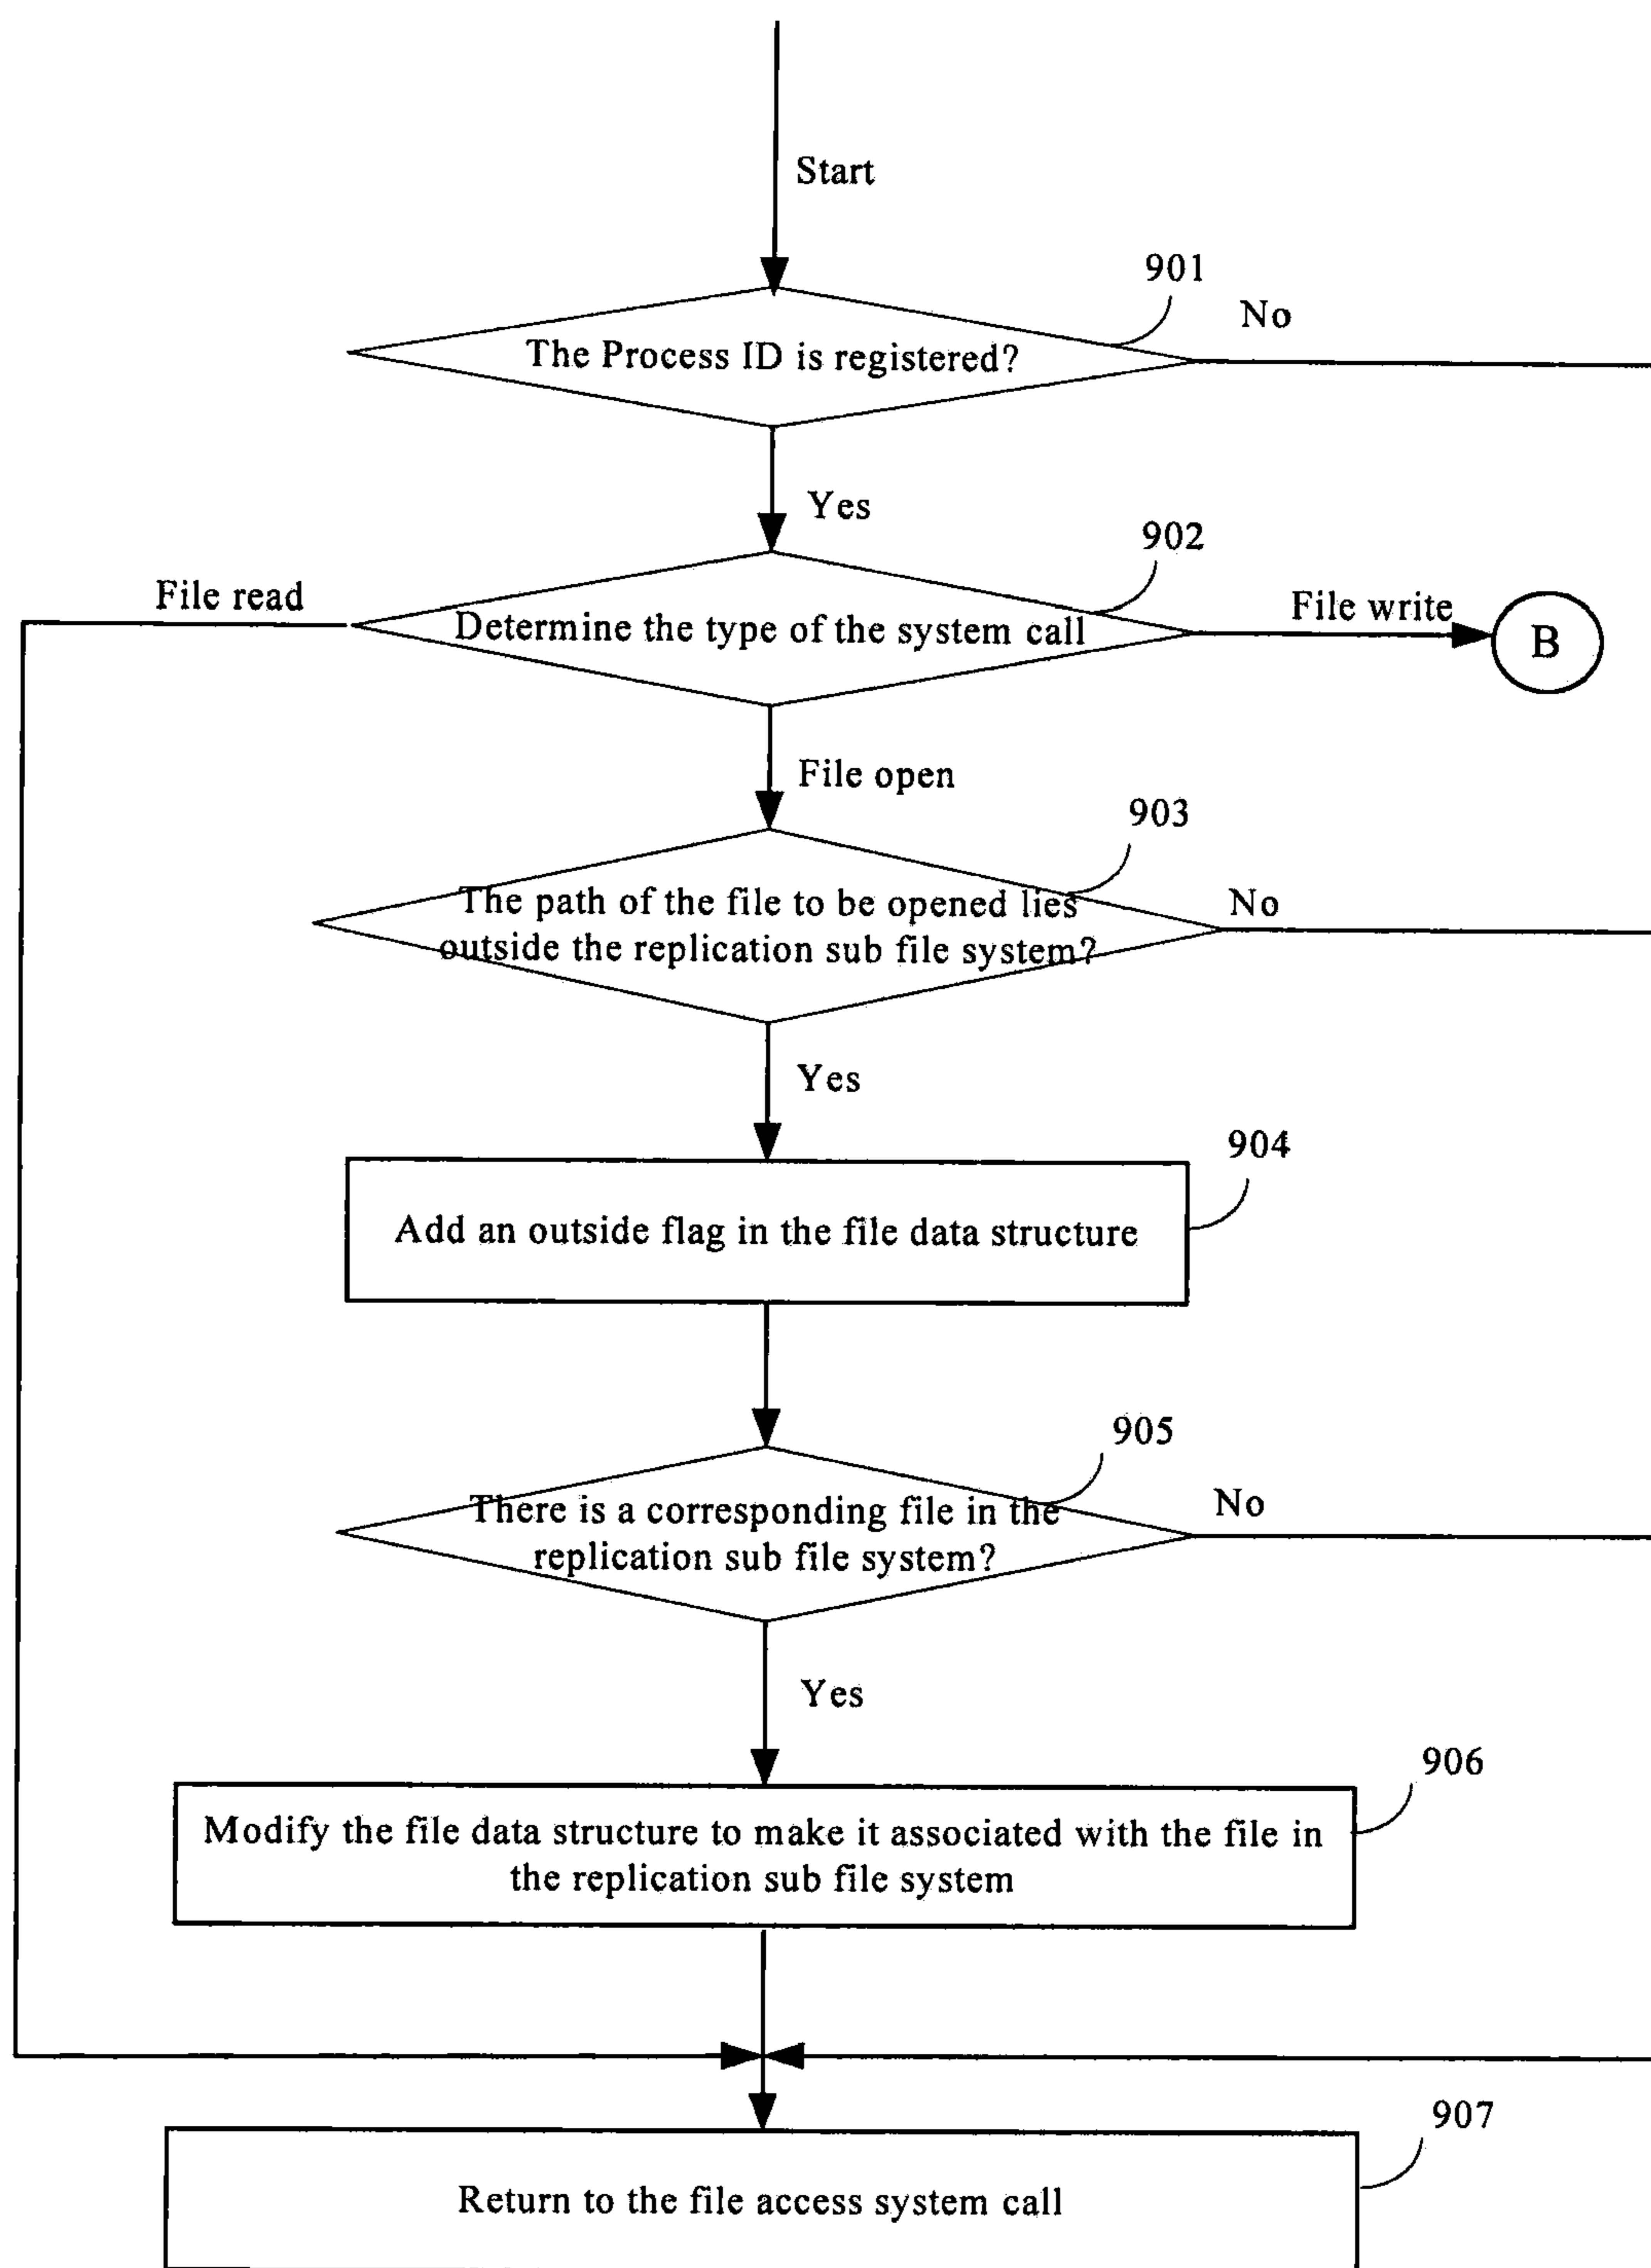 Start
901
No
The Process ID is registered?
Yes
902
File read
File write
Determine the type of the system call
B
File open
903
The path of the file to be opened lies
No
outside the replication sub file system?
Yes
904
Add an outside flag in the file data structure
905
There is a corresponding file in the
No
replication sub file system?
Yes
906
Modify the file data structure to make it associated with the file in
the replication sub file system
907
Return to the file access system call